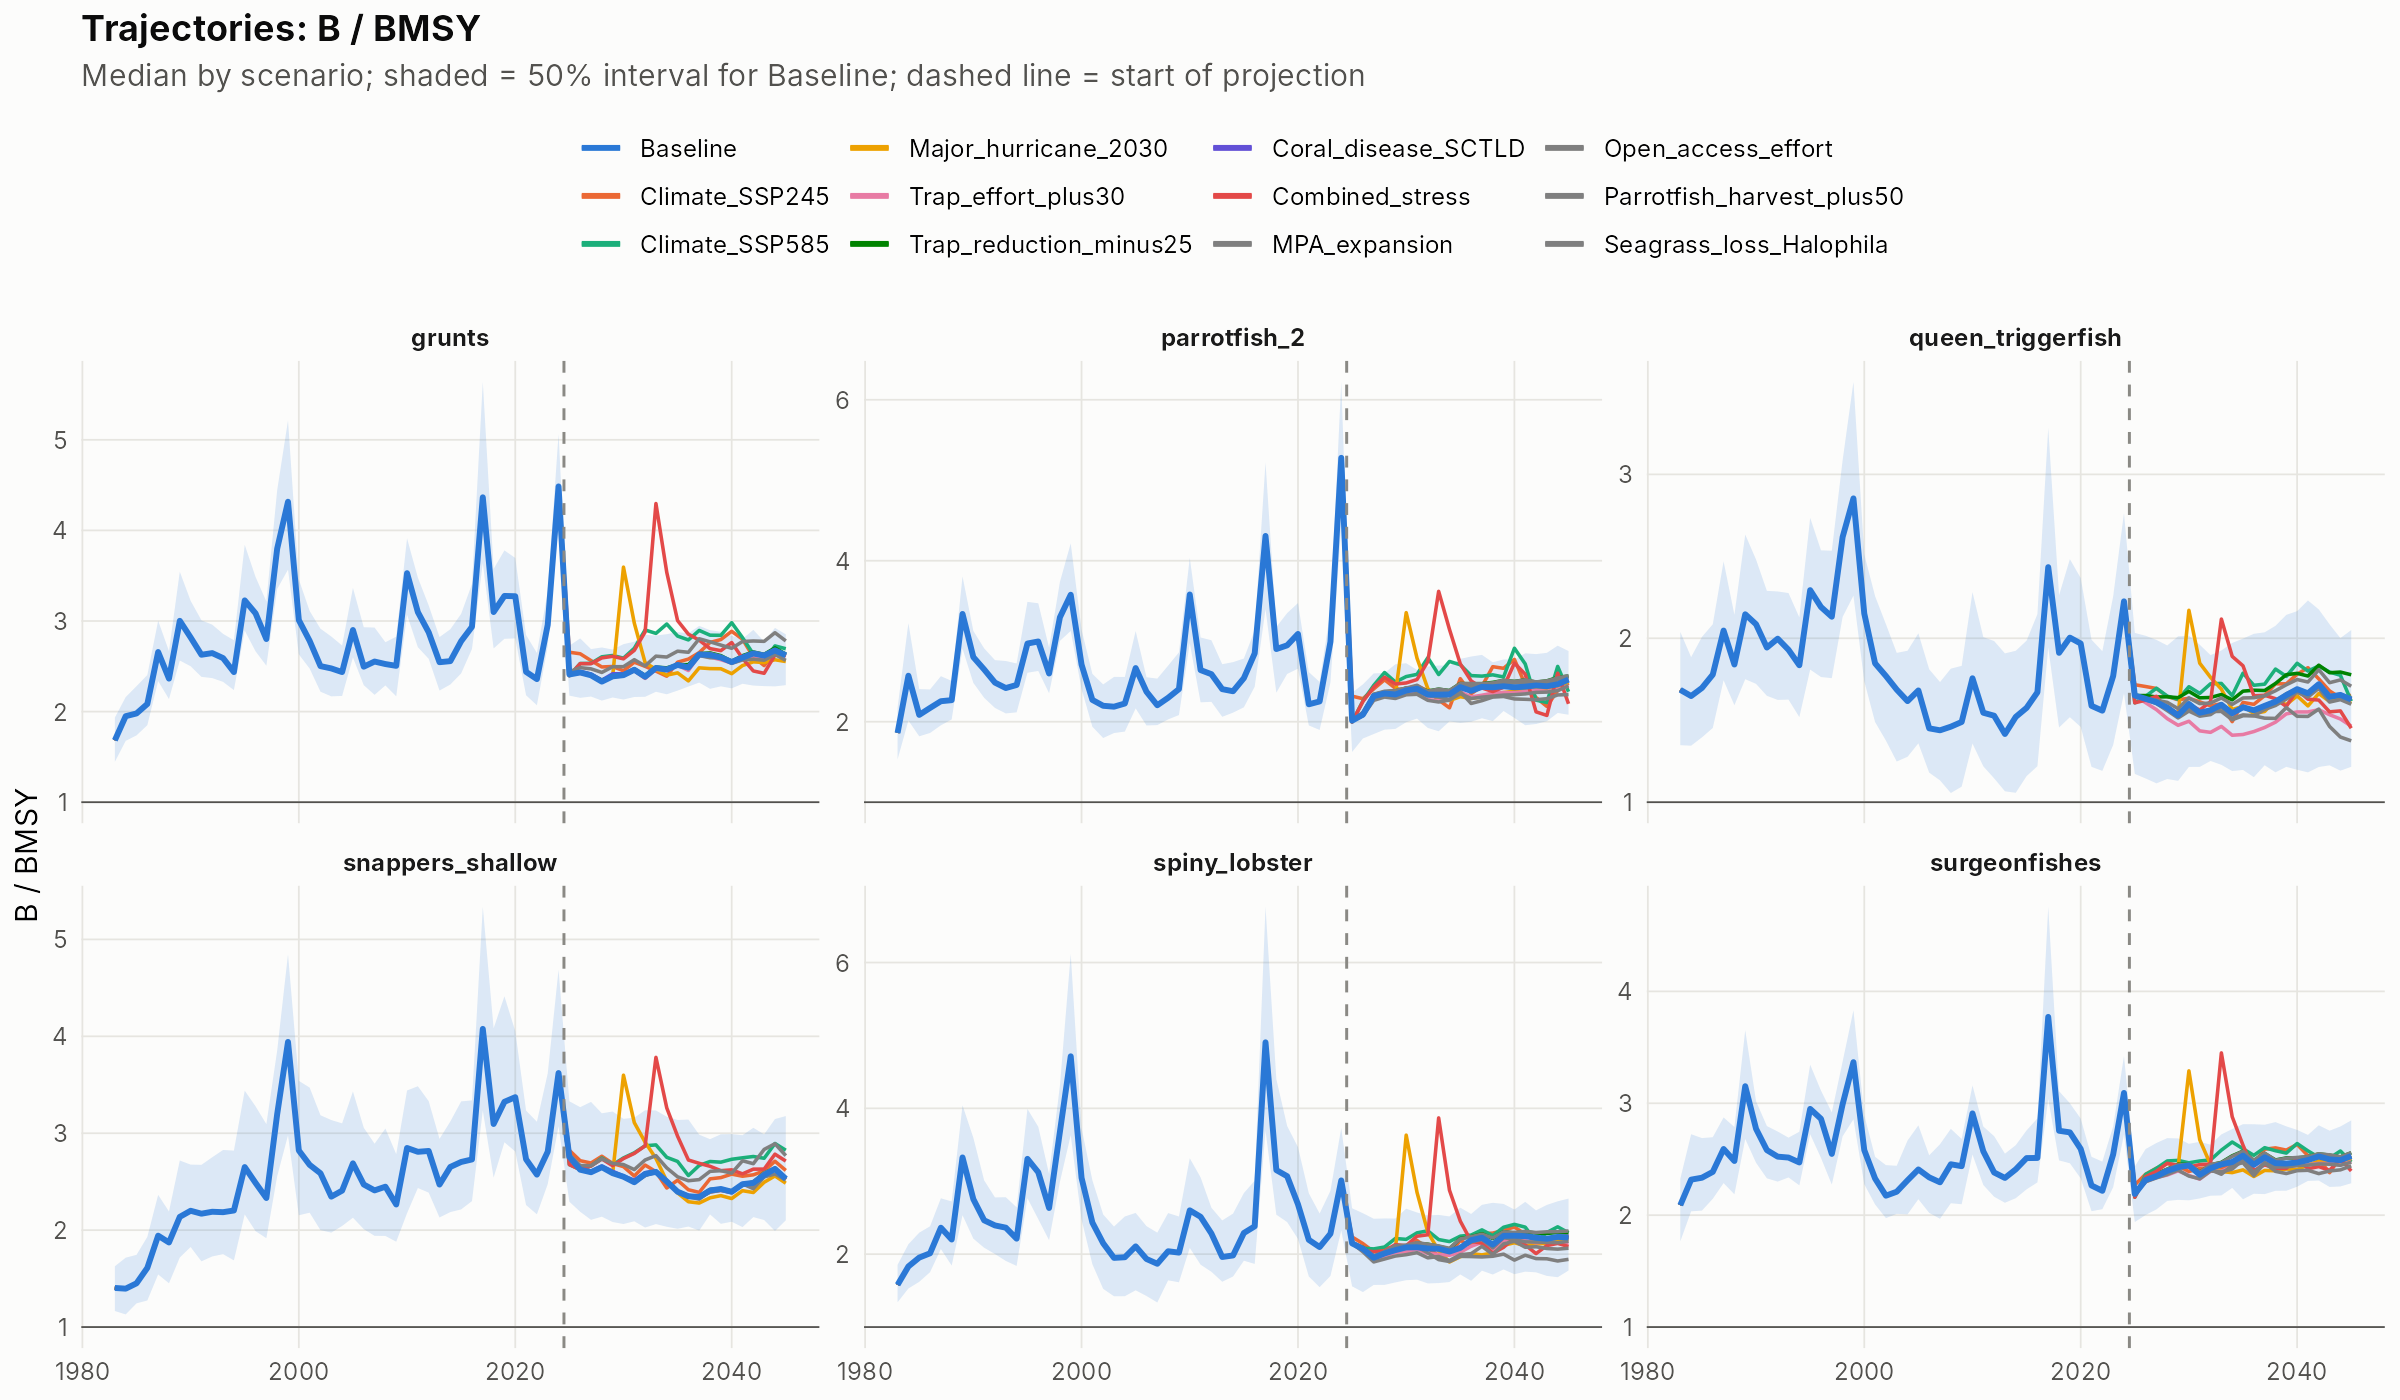 Trajectories: B / BMSY
Median by scenario; shaded = 50% interval for Baseline; dashed line = start of projection
Baseline Major_hurricane_2030 Coral_disease_SCTLD Open_access_effort
Climate_SSP245 Trap_effort_plus30 Combined_stress Parrotfish_harvest_plus50
Climate_SSP585 Trap_reduction_minus25 MPA_expansion Seagrass_loss_Halophila
grunts parrotfish_2 queen_triggerfish
5
4
3
2
1
6
4
2
3
2
1
B / BMSY
snappers_shallow spiny_lobster surgeonfishes
5
4
3
2
1
6
4
2
4
3
2
1
1980 2000 2020 2040 1980 2000 2020 2040 1980 2000 2020 2040